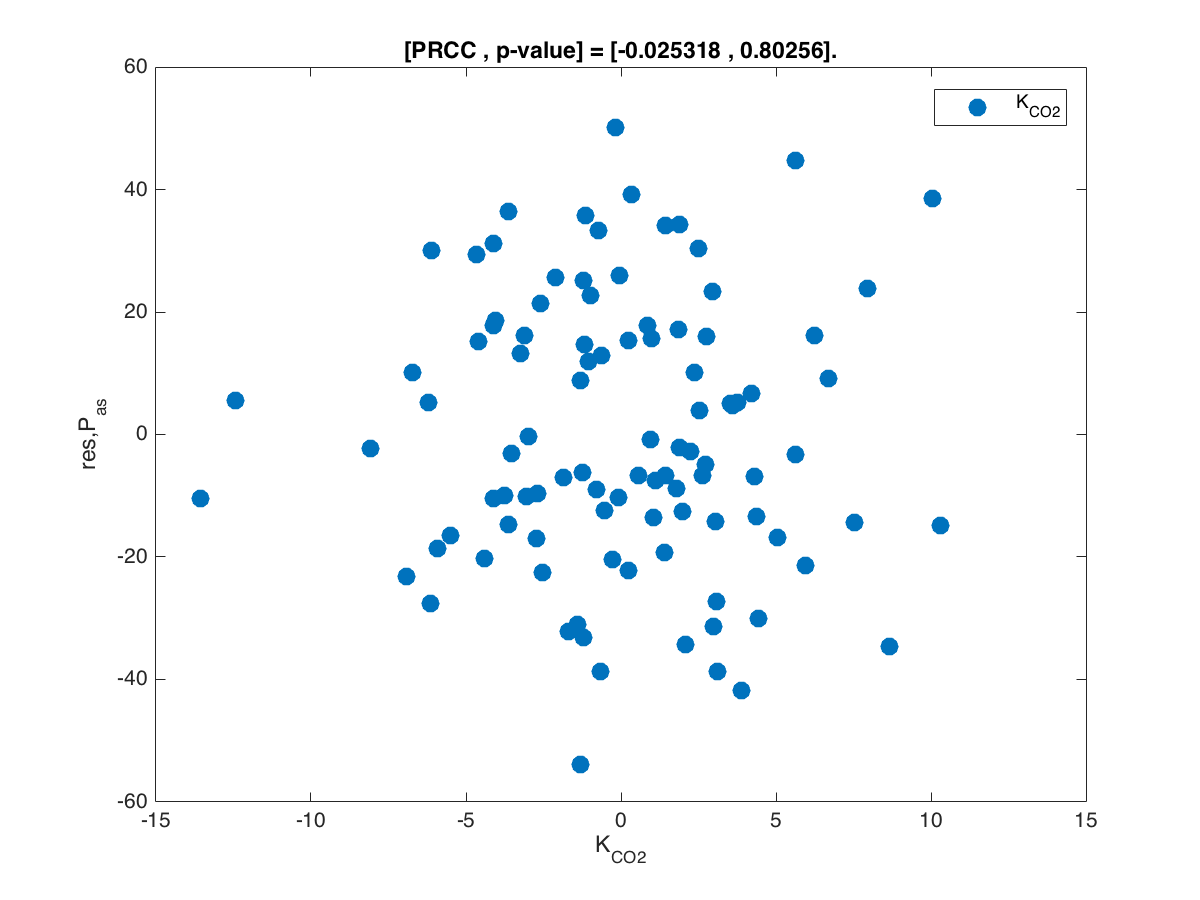 [PRCC , p-value] = [-0.025318 , 0.80256].
60
40
20
0
-20
-40
-60
res,P_as
K_CO2
-15 -10 -5 0 5 10 15
K_CO2